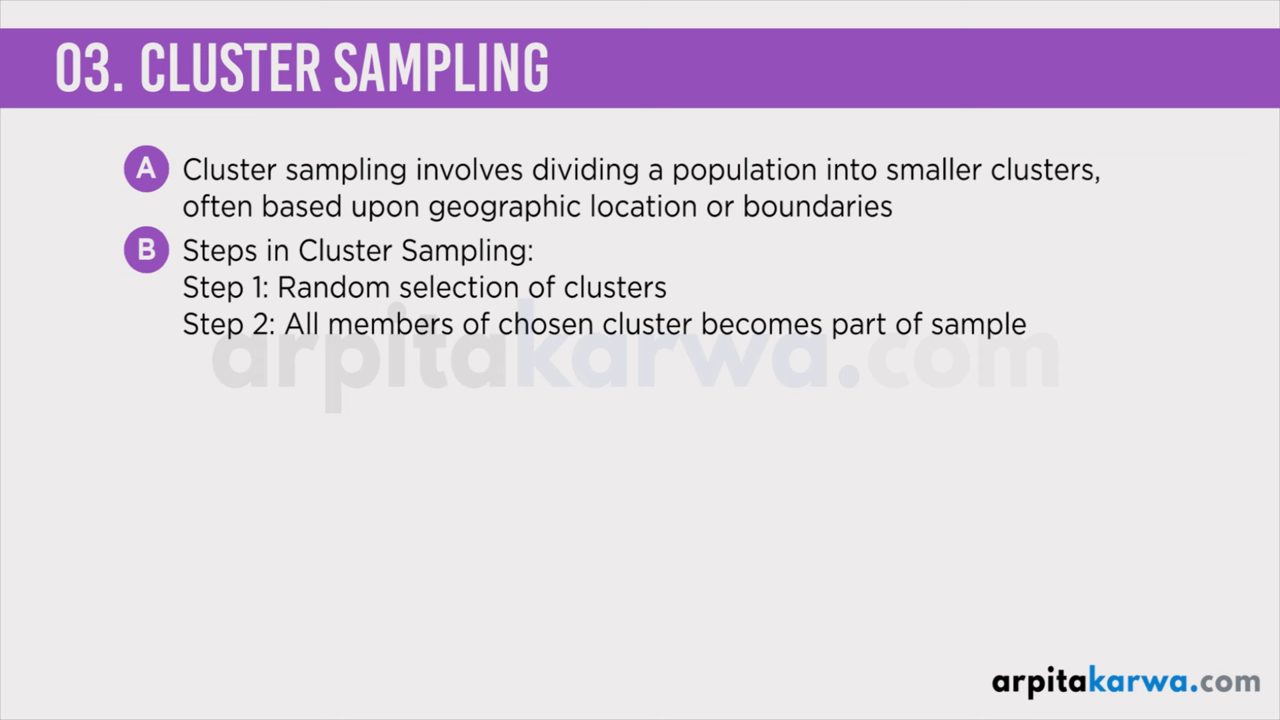 03. CLUSTER SAMPLING
A Cluster sampling involves dividing a population into smaller clusters,
often based upon geographic location or boundaries
B Steps in Cluster Sampling:
Step 1: Random selection of clusters
Step 2: All members of chosen cluster becomes part of sample
arpitakarwa.com
arpitakarwa.com